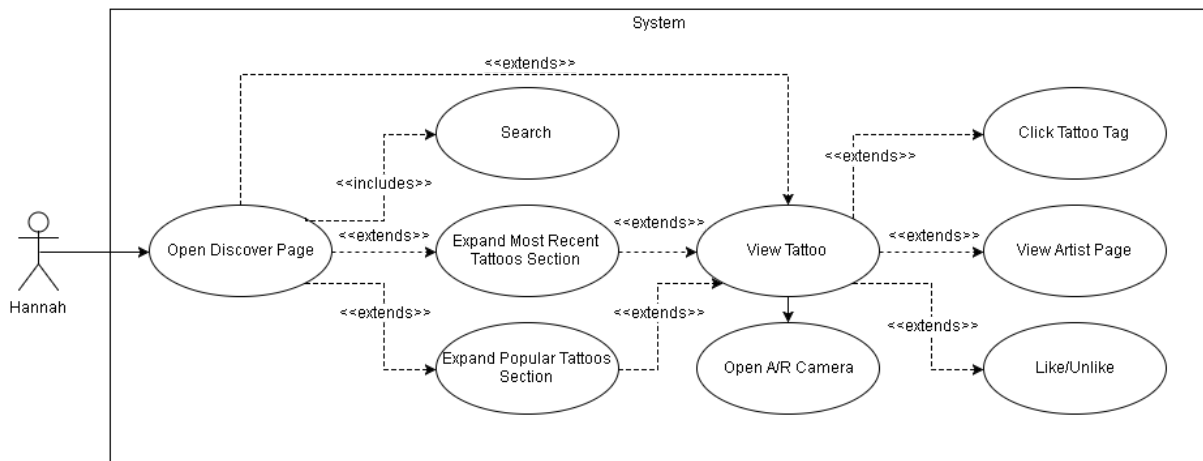 System
<<extends>>
Search
Click Tattoo Tag
<<extends>>
<<includes>>
Open Discover Page
<<extends>>
Expand Most Recent
Tattoos Section
<<extends>>
View Tattoo
<<extends>>
View Artist Page
Hannah
<<extends>>
<<extends>>
<<extends>>
Expand Popular Tattoos
Section
Open A/R Camera
Like/Unlike